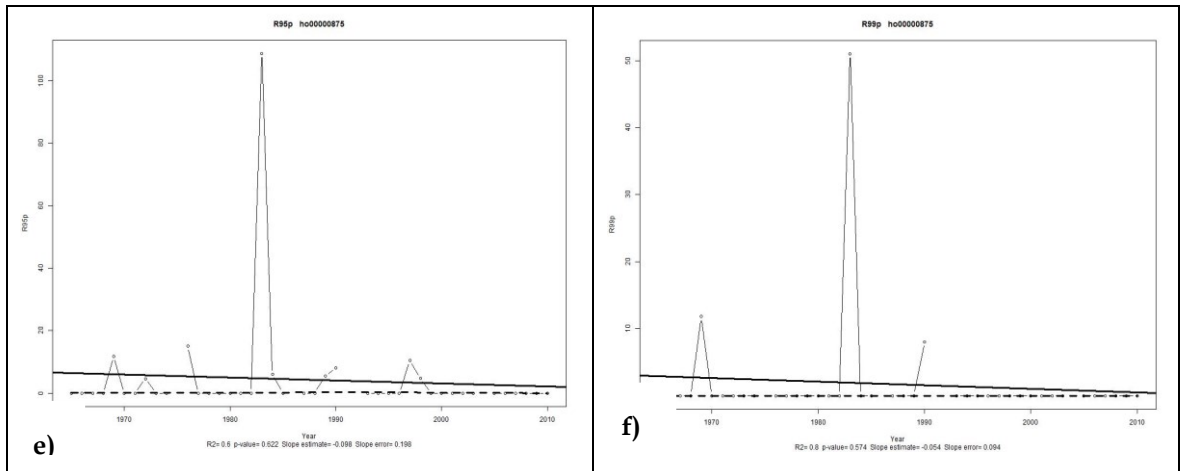 R95p ho00000875
R95p
100
80
60
40
20
0
1970
1980
1990
2000
2010
Year
R2= 0.6 p-value= 0.622 Slope estimate= -0.098 Slope error= 0.198
e)
R99p ho00000875
R99p
50
40
30
20
10
1970
1980
1990
2000
2010
Year
R2= 0.8 p-value= 0.574 Slope estimate= -0.054 Slope error= 0.094
f)